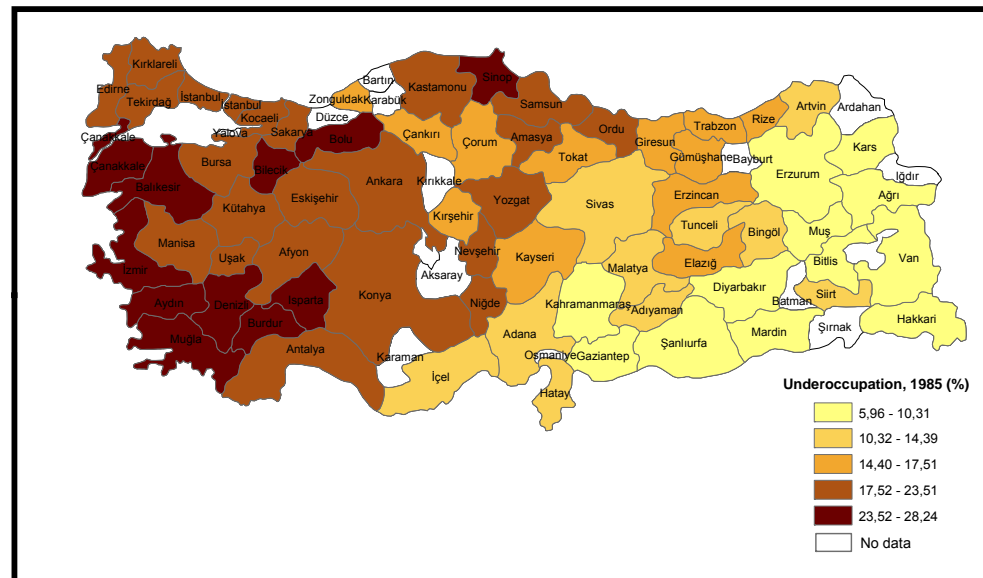 Kırklareli
Edirne
Tekirdağ
İstanbul
İstanbul
Kocaeli
Yalova
Sakarya
Çanakkale
Çanakkale
Balıkesir
Bursa
Bilecik
Bolu
Düzce
Zonguldak
Bartın
Karabük
Kastamonu
Sinop
Samsun
Çankırı
Çorum
Amasya
Ordu
Tokat
Giresun
Trabzon
Rize
Artvin
Ardahan
Gümüşhane
Bayburt
Erzurum
Kars
Iğdır
Ağrı
Kütahya
Eskişehir
Ankara
Kırıkkale
Kırşehir
Yozgat
Sivas
Erzincan
Tunceli
Bingöl
Muş
Bitlis
Van
Manisa
Uşak
Afyon
İzmir
Aydın
Denizli
Isparta
Burdur
Muğla
Antalya
Konya
Aksaray
Nevşehir
Niğde
Kayseri
Malatya
Elazığ
Diyarbakır
Batman
Siirt
Hakkari
Şırnak
Mardin
Şanlıurfa
Adıyaman
Kahramanmaraş
Gaziantep
Osmaniye
Adana
Hatay
İçel
Karaman
Underoccupation, 1985 (%)
5,96 - 10,31
10,32 - 14,39
14,40 - 17,51
17,52 - 23,51
23,52 - 28,24
No data